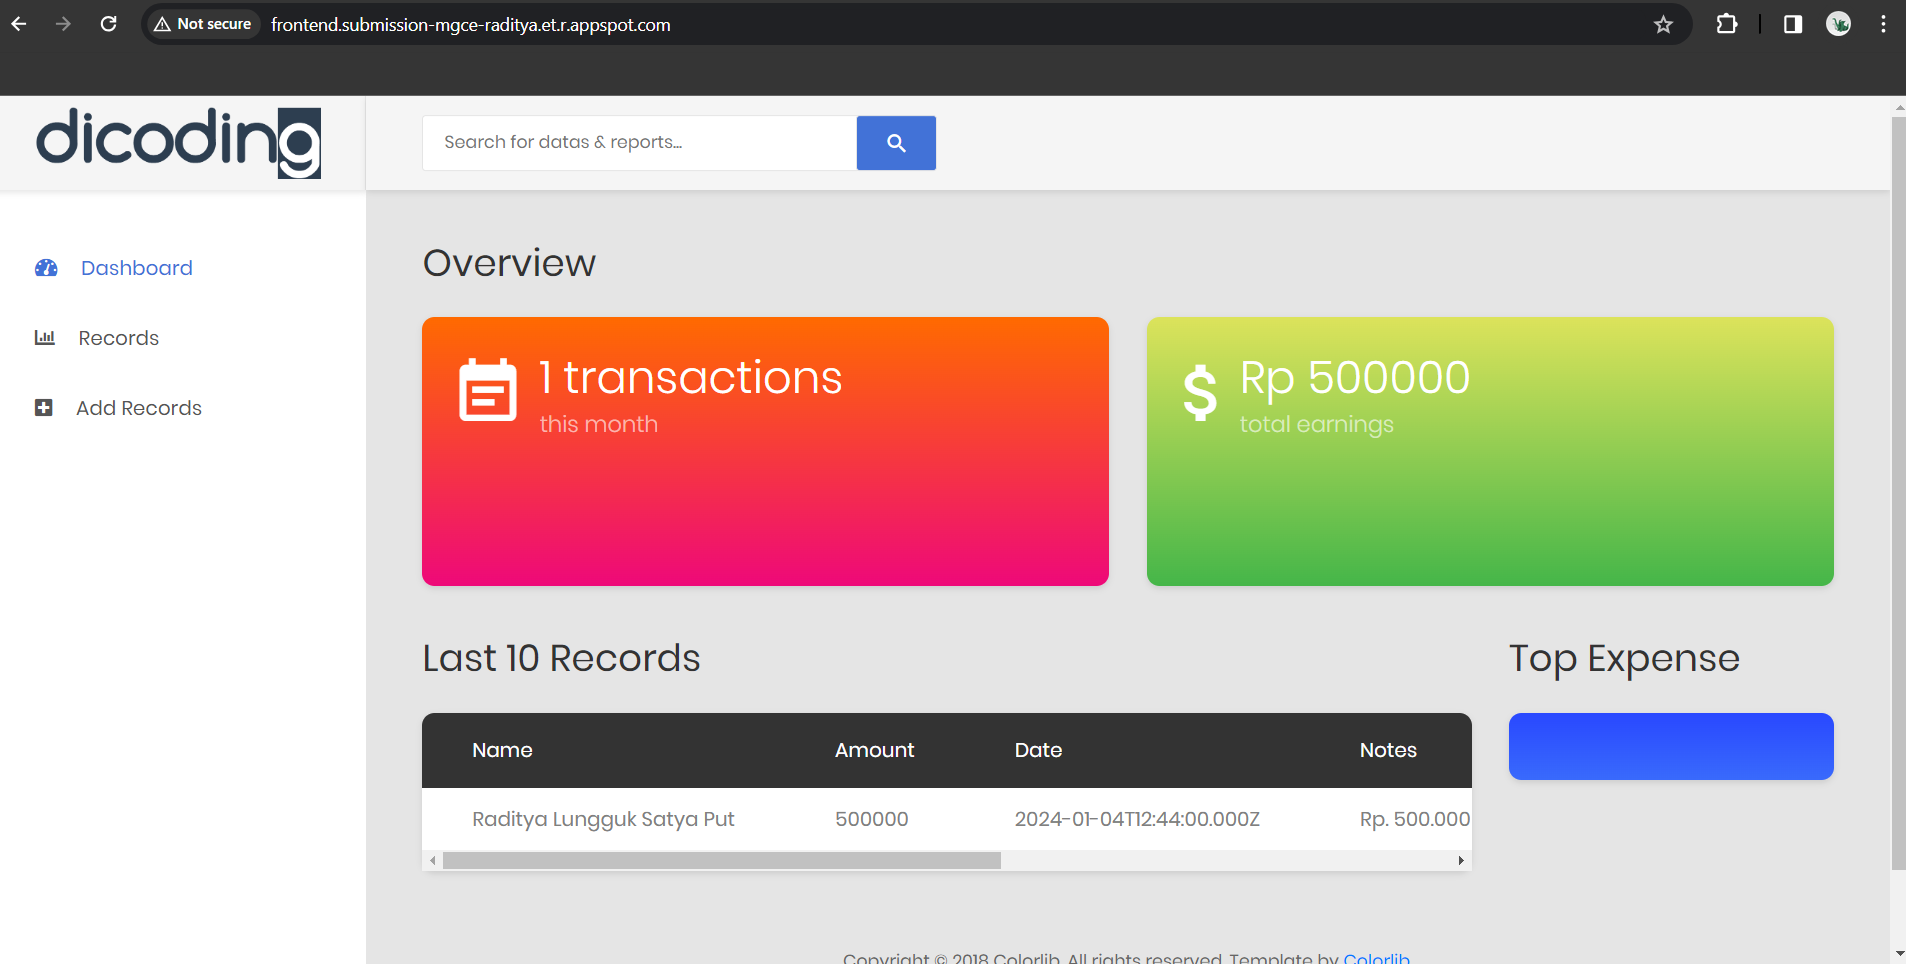 Not secure frontend.submission-mgce-raditya.et.r.appspot.com
dicoding
Search for datas & reports...
Dashboard
Records
Add Records
Overview
1 transactions
this month
Rp 500000
total earnings
Last 10 Records
Top Expense
Name Amount Date Notes
Raditya Lungguk Satya Put 500000 2024-01-04T12:44:00.000Z Rp. 500.000
Copyright © 2018 Colorlib. All rights reserved. Template by Colorlib